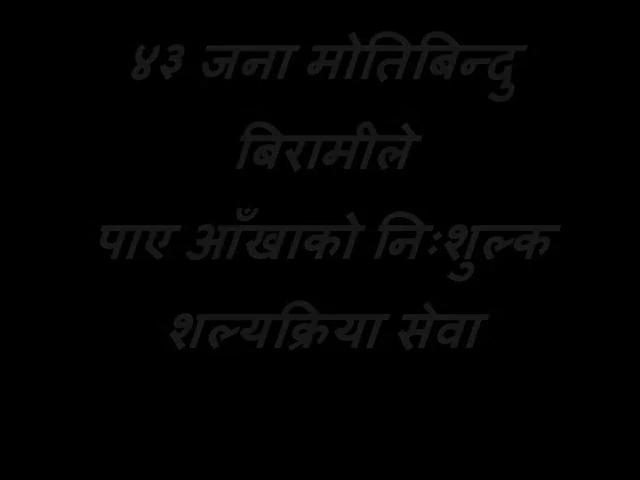 ४३ जना मोतिबिन्दु
बिरामीले
पाए आँखाको निःशुल्क
शल्यक्रिया सेवा